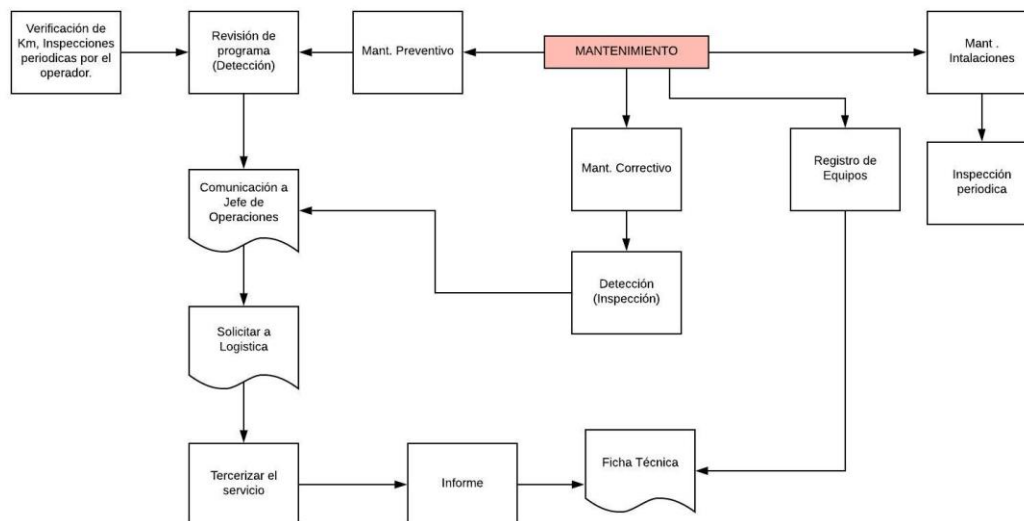 Verificación de
Km, Inspecciones
periodicas por el
operador.
Revisión de
programa
(Detección)
Mant. Preventivo
MANTENIMIENTO
Mant .
Intalaciones
Comunicación a
Jefe de
Operaciones
Mant. Correctivo
Registro de
Equipos
Inspección
periodica
Detección
(Inspección)
Solicitar a
Logistica
Tercerizar el
servicio
Informe
Ficha Técnica